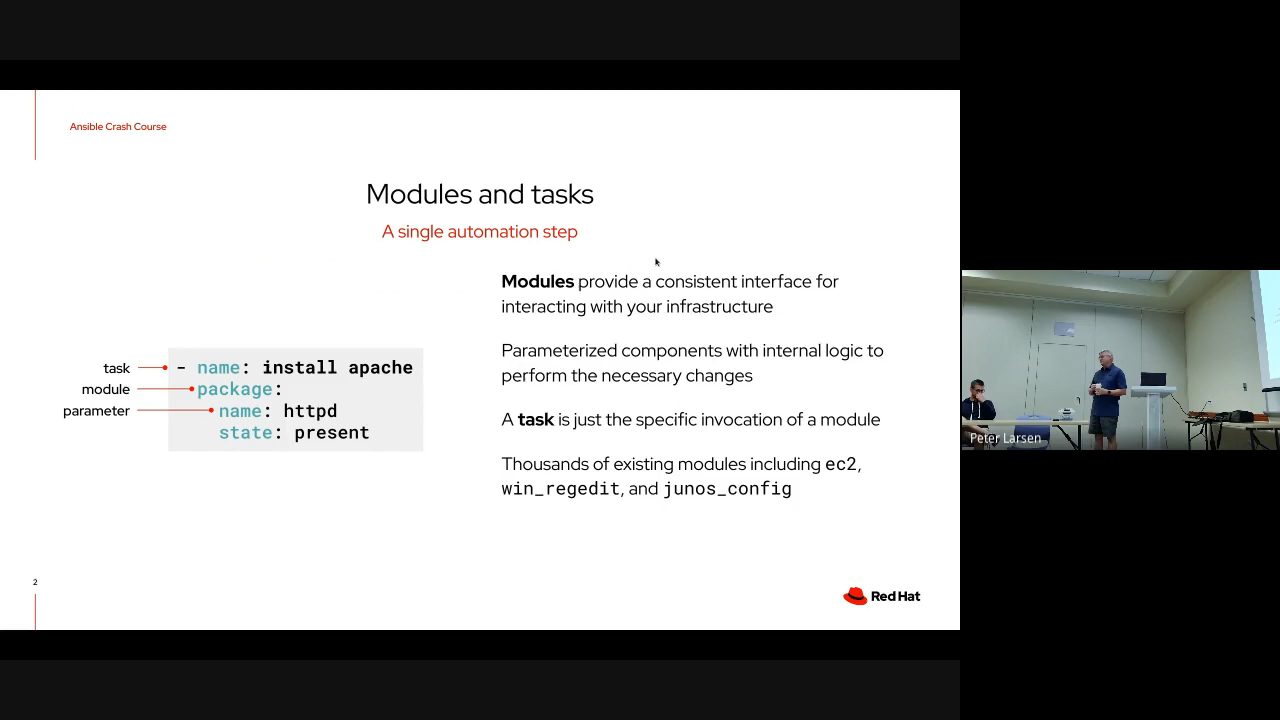 Ansible Crash Course
Modules and tasks
A single automation step
task
module
parameter
- name: install apache
package:
name: httpd
state: present
Modules provide a consistent interface for
interacting with your infrastructure
Parameterized components with internal logic to
perform the necessary changes
A task is just the specific invocation of a module
Thousands of existing modules including ec2,
win_regedit, and junos_config
2
Red Hat
Peter Larsen